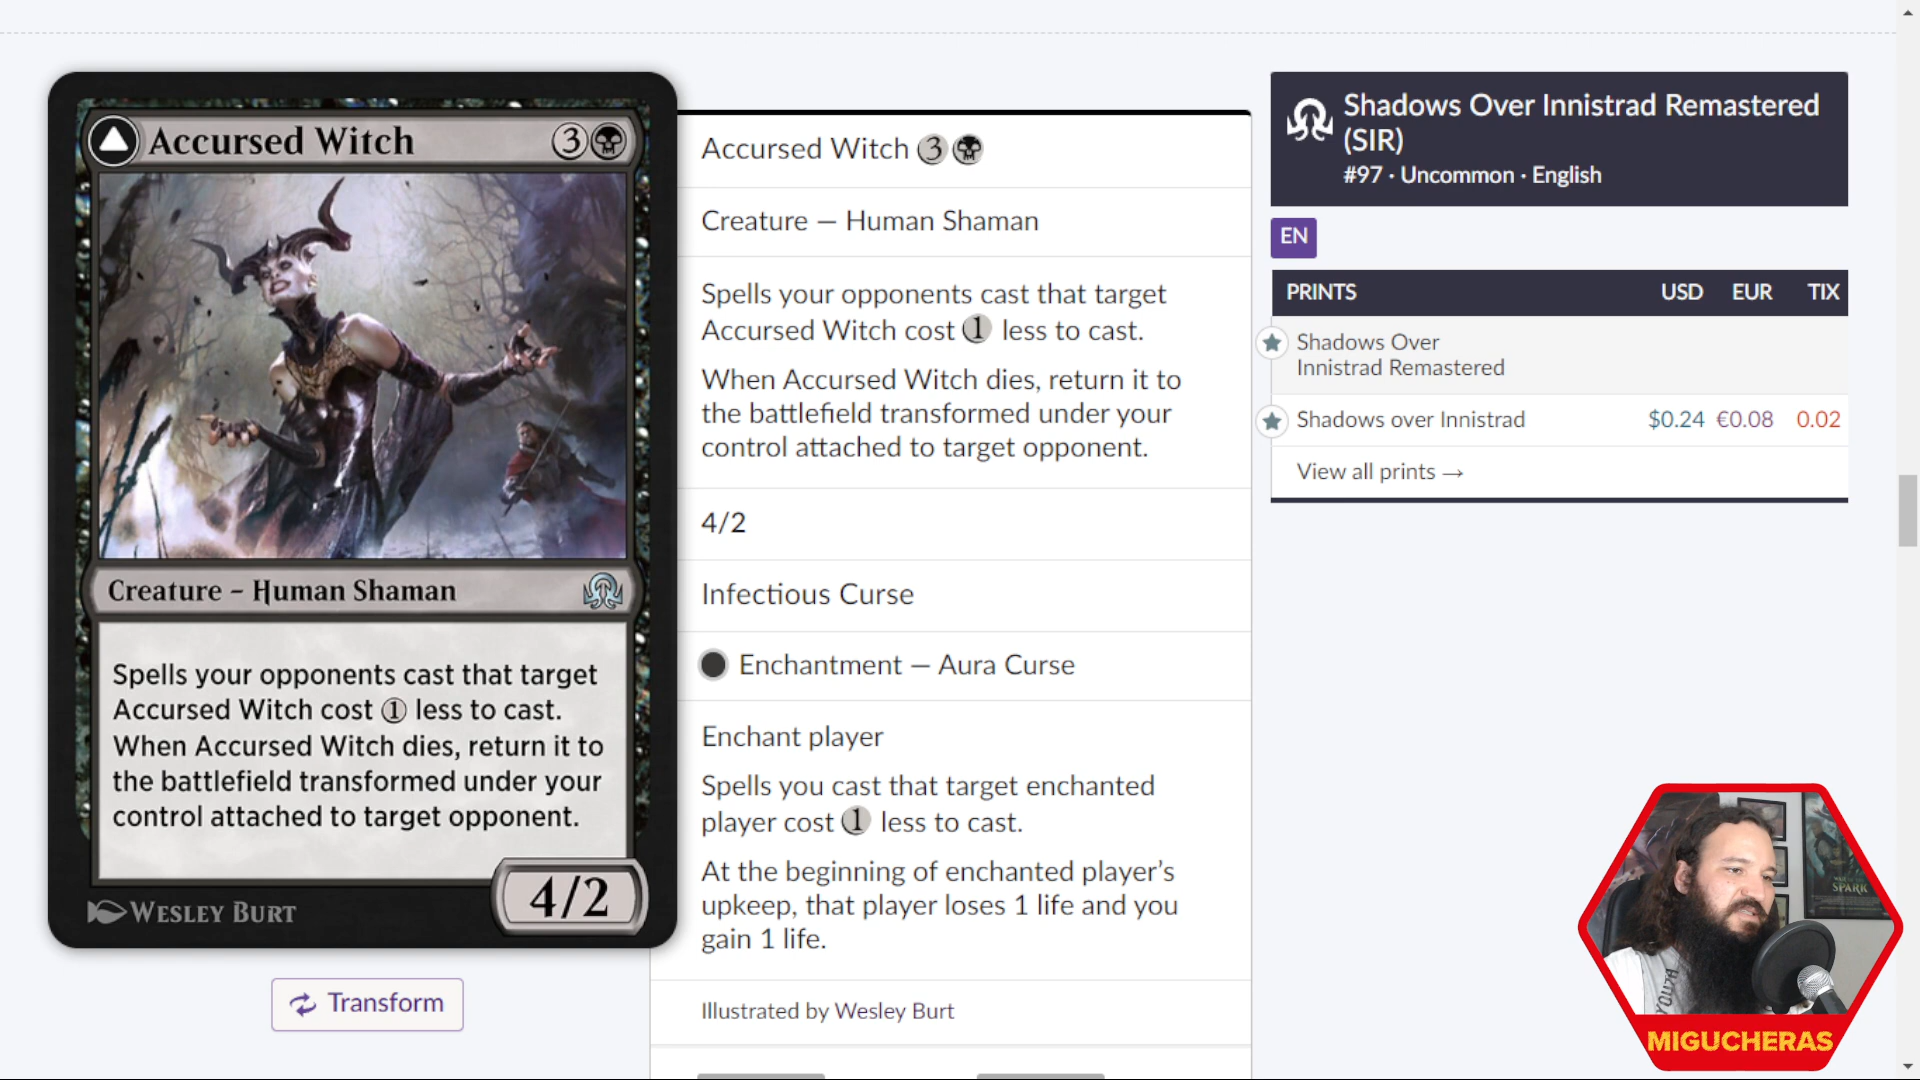 Accursed Witch 3
Creature – Human Shaman
Spells your opponents cast that target
Accursed Witch cost 1 less to cast.
When Accursed Witch dies, return it to
the battlefield transformed under your
control attached to target opponent.
4/2
WESLEY BURT
Transform
Accursed Witch 3
Creature — Human Shaman
Spells your opponents cast that target
Accursed Witch cost 1 less to cast.
When Accursed Witch dies, return it to
the battlefield transformed under your
control attached to target opponent.
4/2
Infectious Curse
Enchantment — Aura Curse
Enchant player
Spells you cast that target enchanted
player cost 1 less to cast.
At the beginning of enchanted player’s
upkeep, that player loses 1 life and you
gain 1 life.
Illustrated by Wesley Burt
Shadows Over Innistrad Remastered
(SIR)
#97 · Uncommon · English
EN
PRINTS USD EUR TIX
Shadows Over
Innistrad Remastered
Shadows over Innistrad $0.24 €0.08 0.02
View all prints →
SPARK
MIGUCHERAS